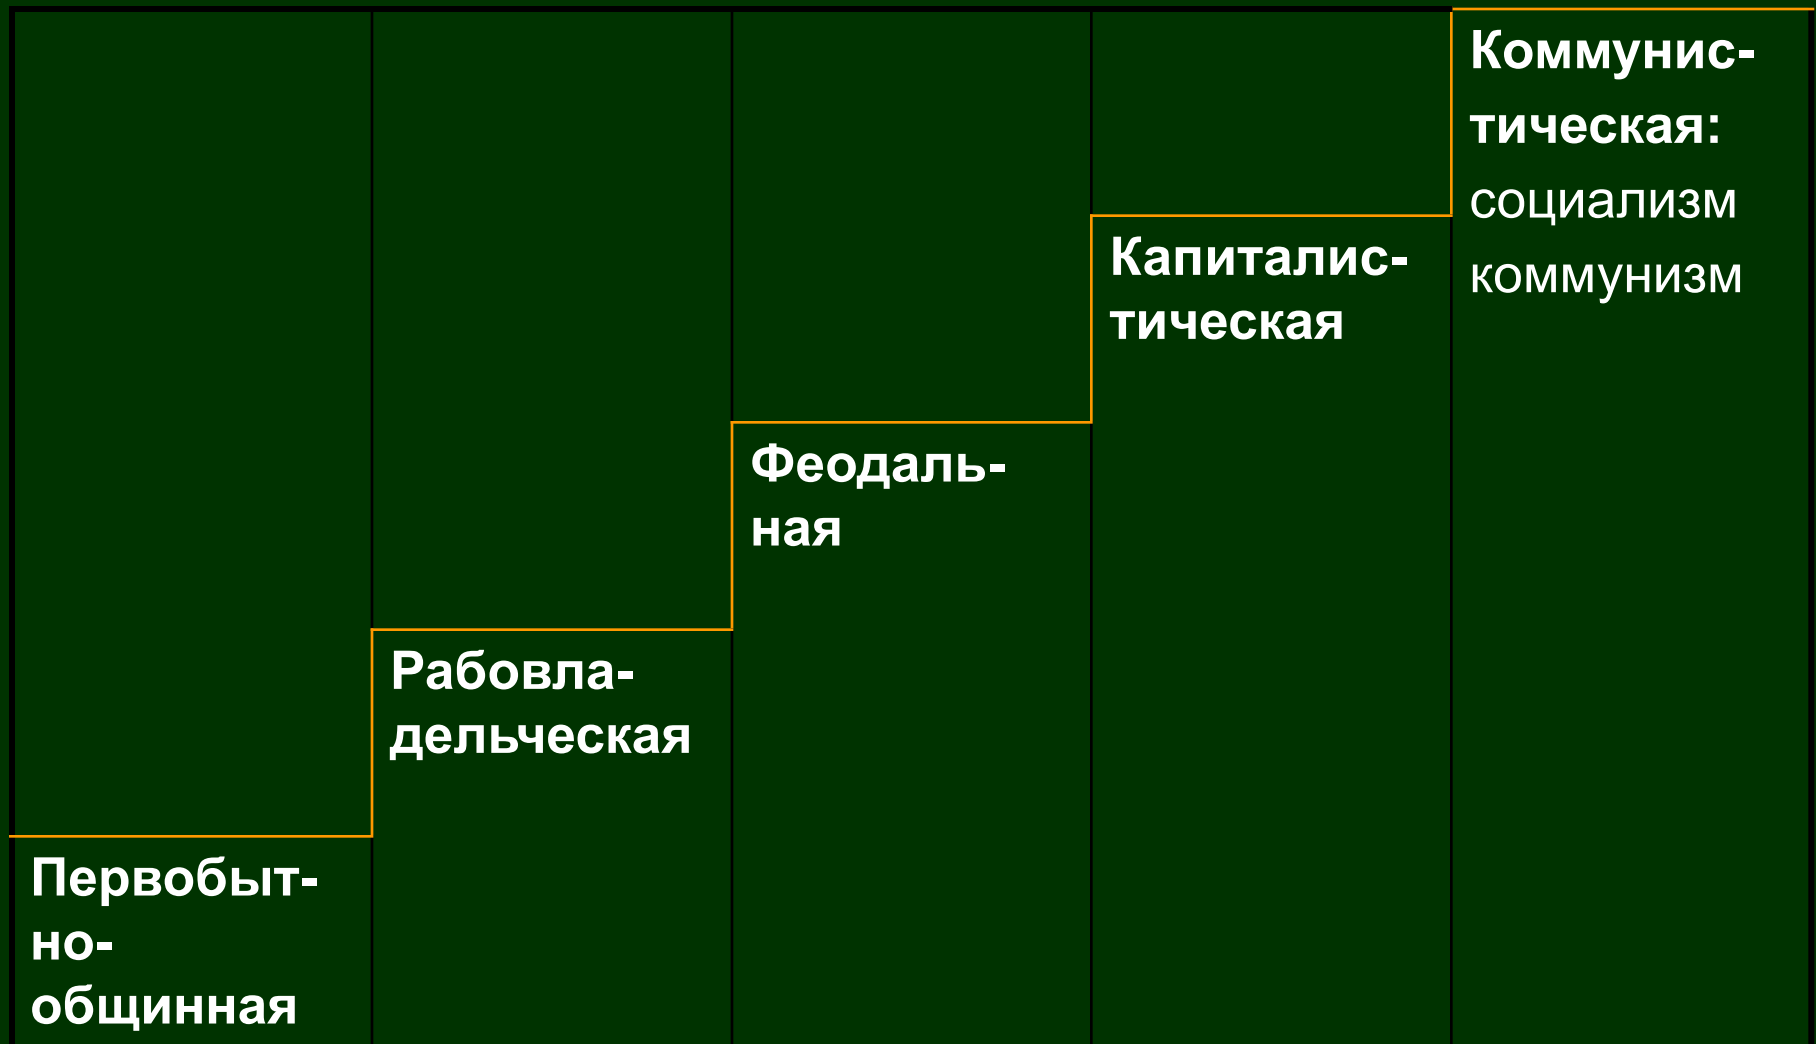 Коммунис-
тическая:
социализм
коммунизм
Капиталис-
тическая
Феодаль-
ная
Рабовла-
дельческая
Первобыт-
но-
общинная